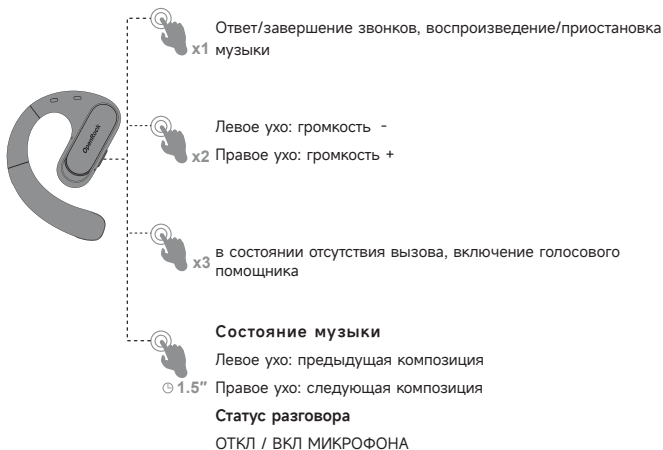 Ответ/завершение звонков, воспроизведение/приостановка
x1 музыки
OpenRock
Левое ухо: громкость -
x2 Правое ухо: громкость +
в состоянии отсутствия вызова, включение голосового
x3 помощника
Состояние музыки
Левое ухо: предыдущая композиция
1.5" Правое ухо: следующая композиция
Статус разговора
ОТКЛ / ВКЛ МИКРОФОНА